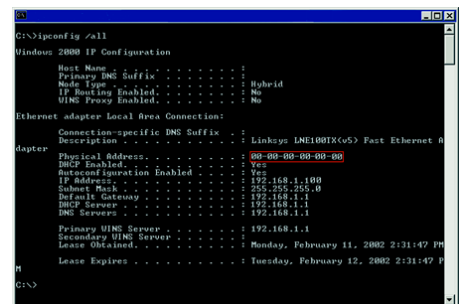 C:\>ipconfig /all
Windows 2000 IP Configuration
Host Name . . . . . . . . . . . . :
Primary DNS Suffix . . . . . . . :
Node Type . . . . . . . . . . . . : Hybrid
IP Routing Enabled. . . . . . . . : No
WINS Proxy Enabled. . . . . . . . : No
Ethernet adapter Local Area Connection:
Connection-specific DNS Suffix . :
Description . . . . . . . . . . . : Linksys LNE100TX(v5) Fast Ethernet A
dapter
Physical Address. . . . . . . . . : 00-00-00-00-00-00
DHCP Enabled. . . . . . . . . . . : Yes
Autoconfiguration Enabled . . . . : Yes
IP Address. . . . . . . . . . . . : 192.168.1.100
Subnet Mask . . . . . . . . . . . : 255.255.255.0
Default Gateway . . . . . . . . . : 192.168.1.1
DHCP Server . . . . . . . . . . . : 192.168.1.1
DNS Servers . . . . . . . . . . . : 192.168.1.1
Primary WINS Server . . . . . . . : 192.168.1.1
Secondary WINS Server . . . . . . :
Lease Obtained. . . . . . . . . . : Monday, February 11, 2002 2:31:47 PM
Lease Expires . . . . . . . . . . : Tuesday, February 12, 2002 2:31:47 P
M
C:\>